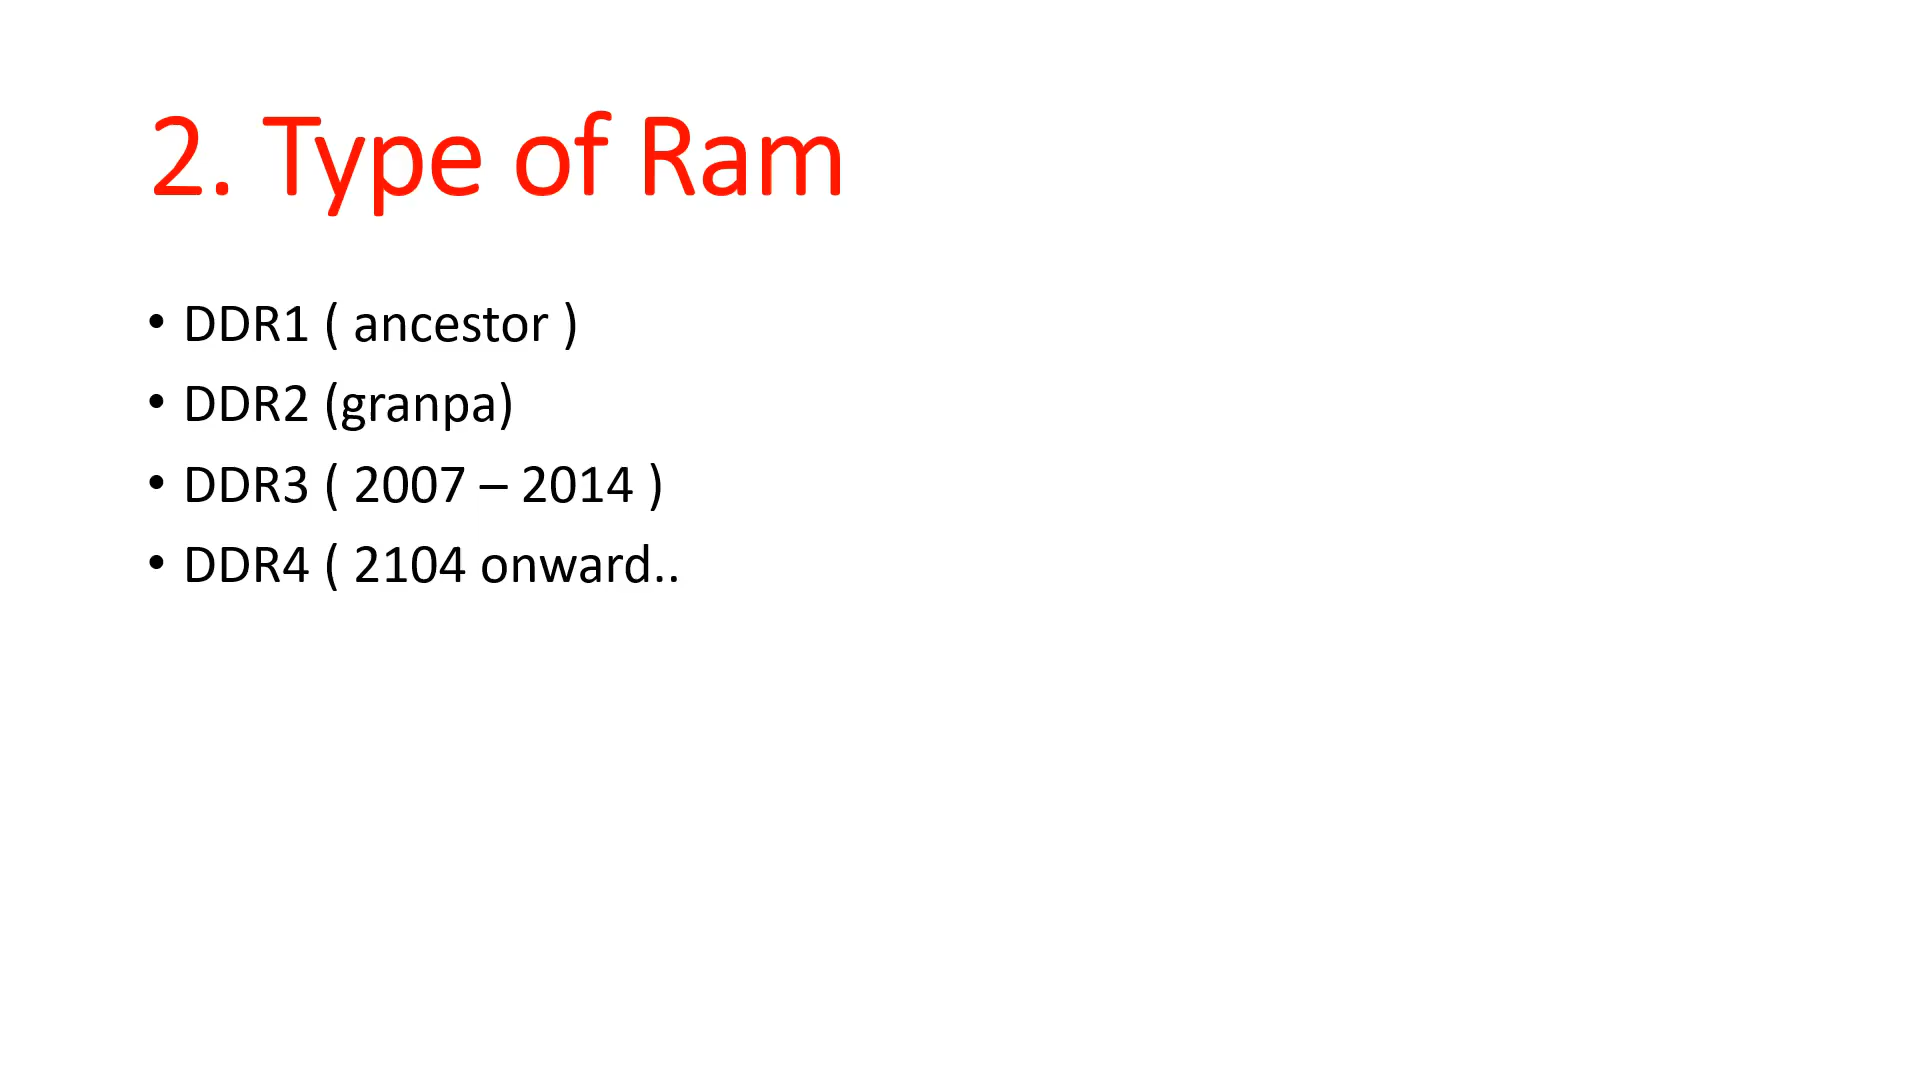 2. Type of Ram
• DDR1 ( ancestor )
• DDR2 (granpa)
• DDR3 ( 2007 – 2014 )
• DDR4 ( 2104 onward..